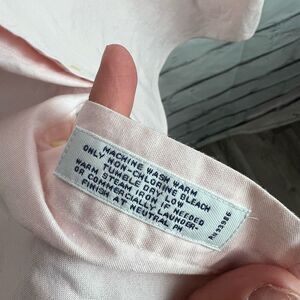 MACHINE WASH WARM
ONLY NON-CHLORINE BLEACH
TUMBLE DRY LOW
WARM STEAM IRON IF NEEDED
OR COMMERCIALLY LAUNDER-
FINISH AT NEUTRAL PH